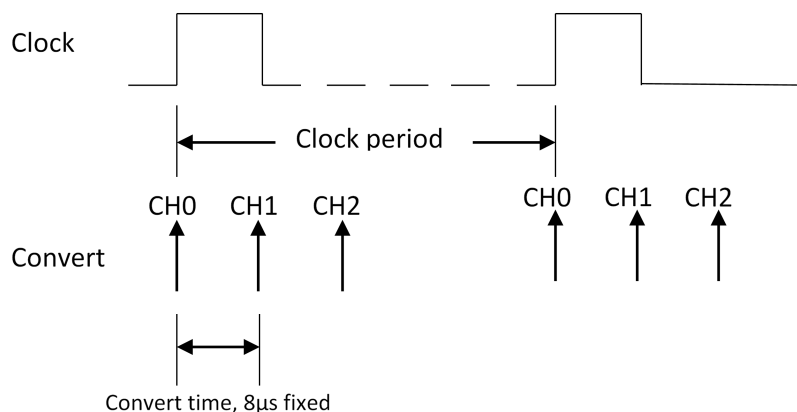 Clock
Clock period
CH0 CH1 CH2 CH0 CH1 CH2
Convert
Convert time, 8µs fixed